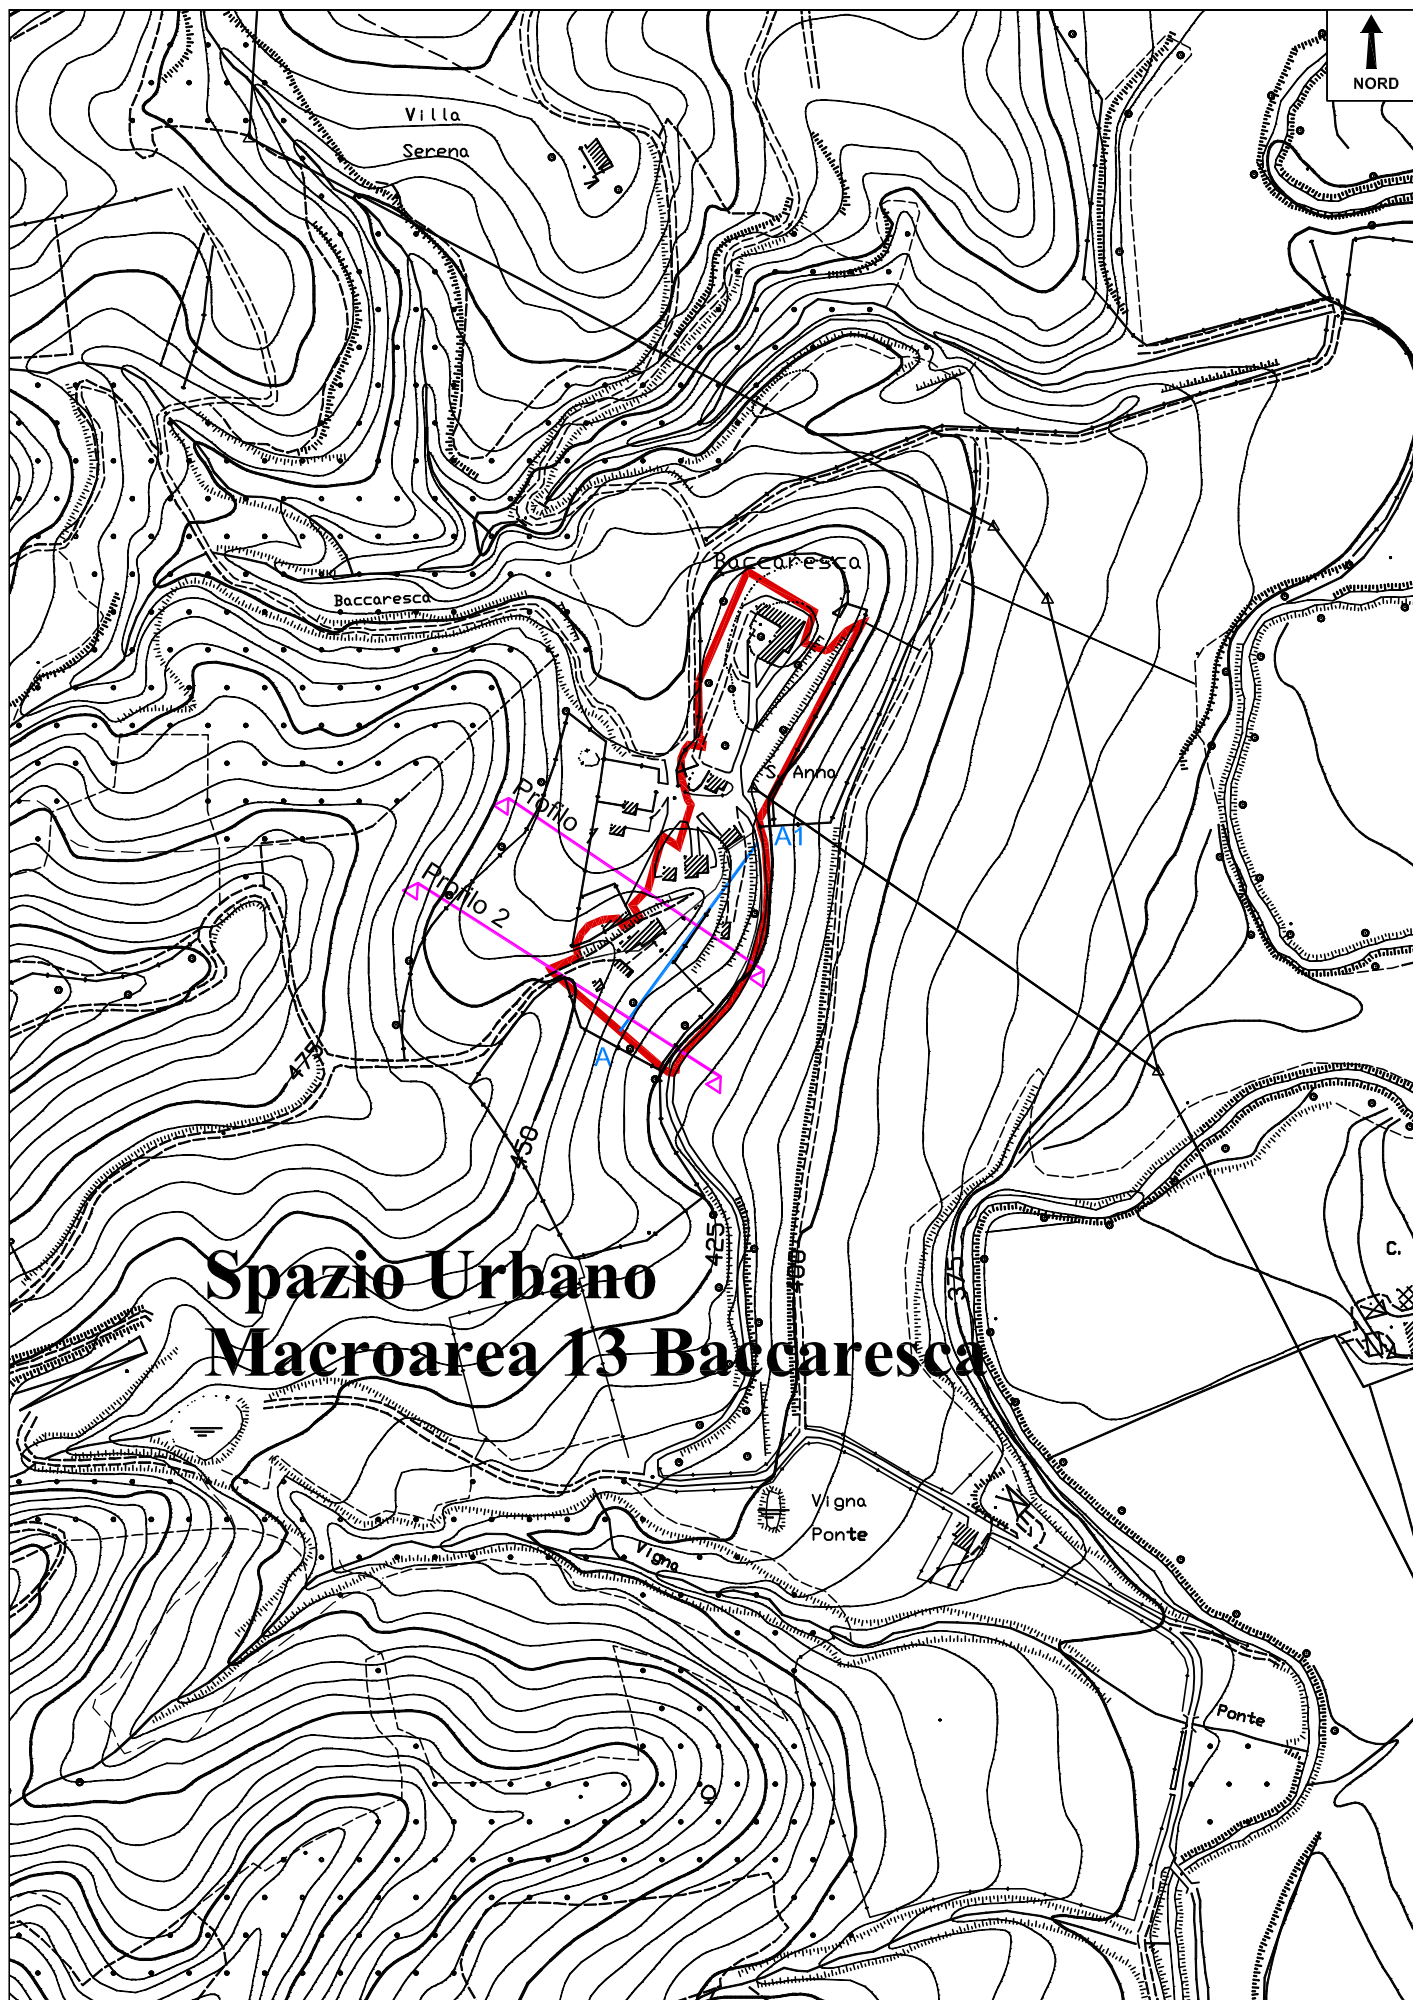 NORD
Villa
Serena
Baccaresca
Baccaresca
S. Anna
Profilo 1
A1
Profilo 2
A
475
450
425
400
375
C.
Spazio Urbano
Macroarea 13 Baccaresca
Vigna
Ponte
Vigna
Ponte